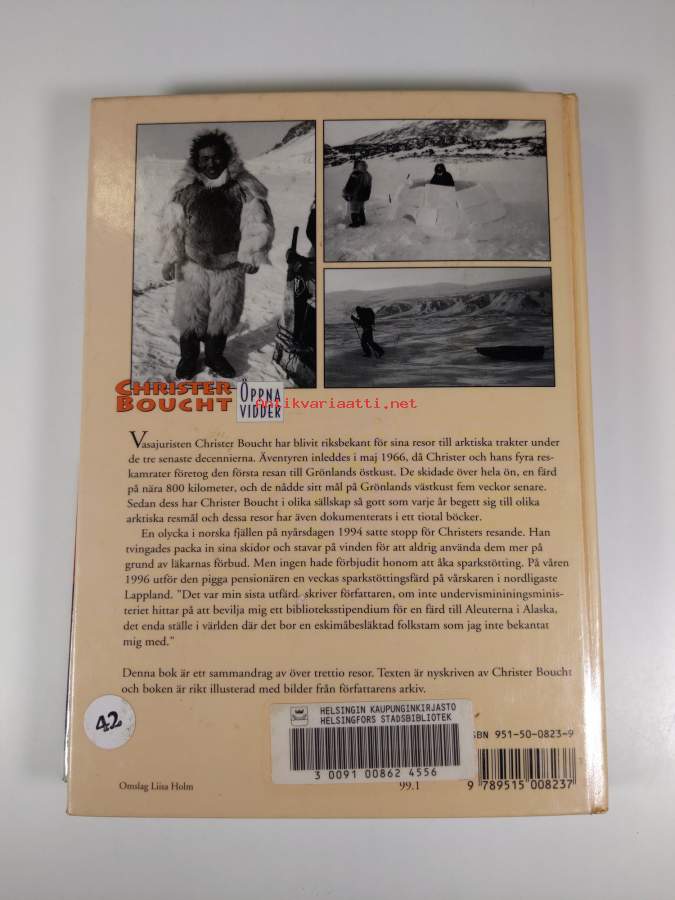 CHRISTER
BOUCHT
ÖPPNA
VIDDER
Antikvariaatti.net
Vasajuristen Christer Boucht har blivit riksbekant för sina resor till arktiska trakter under
de tre senaste decennierna. Äventyren inleddes i maj 1966, då Christer och hans fyra res-
kamrater företog den första resan till Grönlands östkust. De skidade över hela ön, en färd
på nära 800 kilometer, och de nådde sitt mål på Grönlands västkust fem veckor senare.
Sedan dess har Christer Boucht i olika sällskap så gott som varje år begett sig till olika
arktiska resmål och dessa resor har även dokumenterats i ett tiotal böcker.
En olycka i norska fjällen på nyårsdagen 1994 satte stopp för Christers resande. Han
tvingades packa in sina skidor och stavar på vinden för att aldrig använda dem mer på
grund av läkarnas förbud. Men ingen hade förbjudit honom att åka sparkstötting. På våren
1996 utför den pigga pensionären en veckas sparkstöttingsfärd på vårskaren i nordligaste
Lappland. "Det var min sista utfärd, skriver författaren, om inte undervismininingsminis-
teriet hittar på att bevilja mig ett biblioteksstipendium för en färd till Aleuterna i Alaska,
det enda ställe i världen där det bor en eskimåbesläktad folkstam som jag inte bekantat
mig med."
Denna bok är ett sammandrag av över trettio resor. Texten är nyskriven av Christer Boucht
och boken är rikt illustrerad med bilder från författarens arkiv.
42
HELSINGIN KAUPUNGINKIRJASTO
HELSINGFORS STADSBIBLIOTEK
3 0091 00862 4556
ISBN 951-50-0823-9
9 789515 008237
Omslag Liisa Holm
99.1